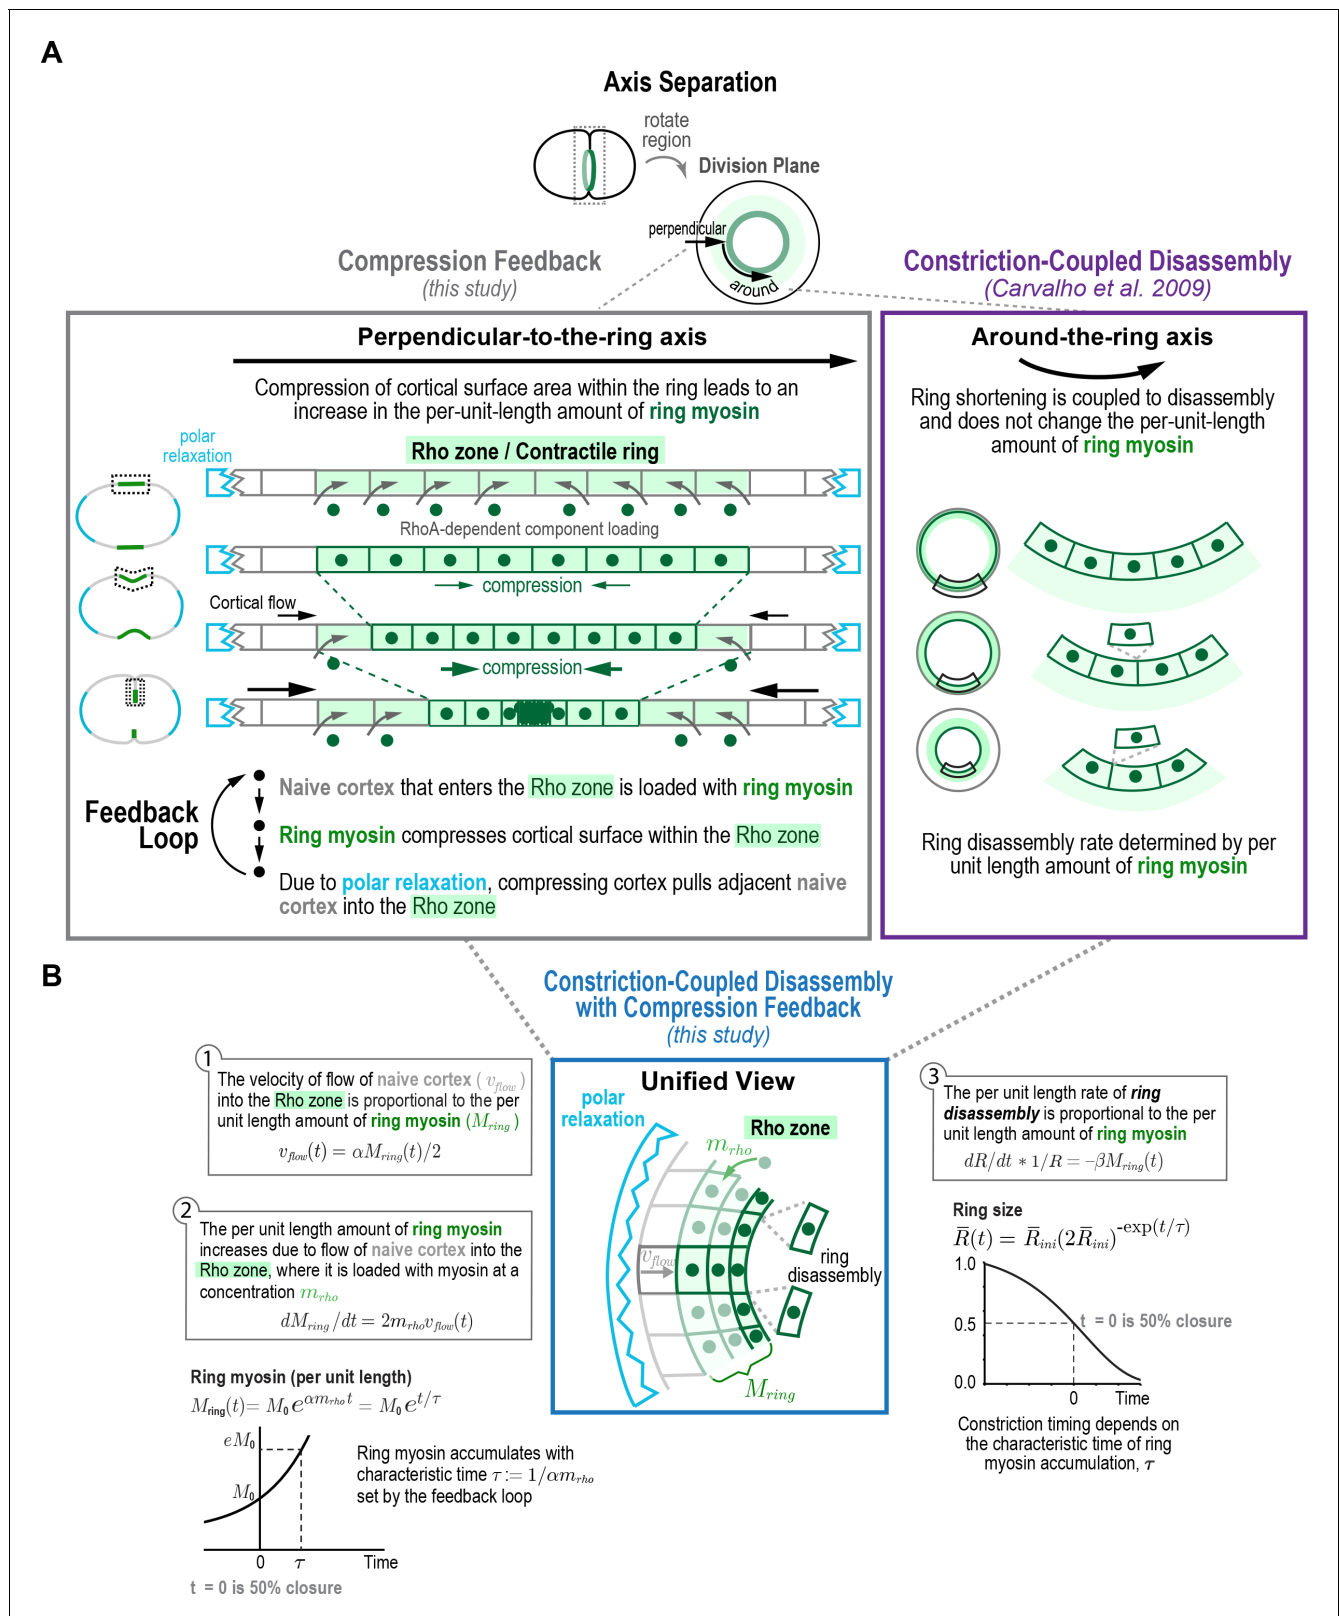 A
Axis Separation
rotate
region
Division Plane
perpendicular
around
Compression Feedback
(this study)
Constriction-Coupled Disassembly
(Carvalho et al. 2009)
Perpendicular-to-the-ring axis
Compression of cortical surface area within the ring leads to an
increase in the per-unit-length amount of ring myosin
polar
relaxation
Rho zone / Contractile ring
RhoA-dependent component loading
compression
Cortical flow
compression
Feedback
Loop
Naive cortex that enters the Rho zone is loaded with ring myosin
Ring myosin compresses cortical surface within the Rho zone
Due to polar relaxation, compressing cortex pulls adjacent naive
cortex into the Rho zone
Around-the-ring axis
Ring shortening is coupled to disassembly
and does not change the per-unit-length
amount of ring myosin
Ring disassembly rate determined by per
unit length amount of ring myosin
B
Constriction-Coupled Disassembly
with Compression Feedback
(this study)
1
The velocity of flow of naive cortex ( v_flow )
into the Rho zone is proportional to the per
unit length amount of ring myosin (M_ring )
v_flow(t) = αM_ring(t)/2
2
The per unit length amount of ring myosin
increases due to flow of naive cortex into the
Rho zone, where it is loaded with myosin at a
concentration m_rho
dM_ring/dt = 2m_rho v_flow(t)
Ring myosin (per unit length)
M_ring(t)= M_0 e^{αm_rho t} = M_0 e^{t/τ}
eM_0
M_0
0
τ
Time
t = 0 is 50% closure
Ring myosin accumulates with
characteristic time τ := 1/αm_rho
set by the feedback loop
Unified View
polar
relaxation
Rho zone
m_rho
v_flow
ring
disassembly
M_ring
3
The per unit length rate of ring
disassembly is proportional to the per
unit length amount of ring myosin
dR/dt * 1/R = –βM_ring(t)
Ring size
R̅(t) = R̅_ini(2R̅_ini)^{-exp(t/τ)}
1.0
0.5
0.0
t = 0 is 50% closure
0
Time
Constriction timing depends on
the characteristic time of ring
myosin accumulation, τ